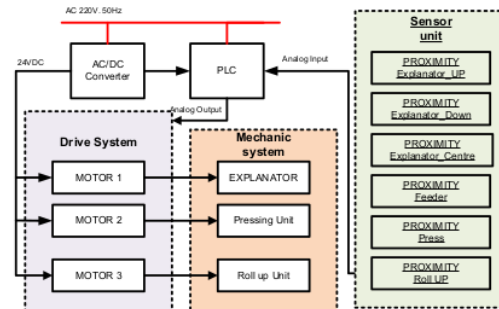 AC 220V. 50Hz
Sensor
unit
24VDC
AC/DC
Converter
PLC
Analog Input
PROXIMITY
Explanator_UP
Analog Output
PROXIMITY
Explanator_Down
Drive System
Mechanic
system
PROXIMITY
Explanator_Centre
MOTOR 1
EXPLANATOR
PROXIMITY
Feeder
MOTOR 2
Pressing Unit
PROXIMITY
Press
MOTOR 3
Roll up Unit
PROXIMITY
Roll UP